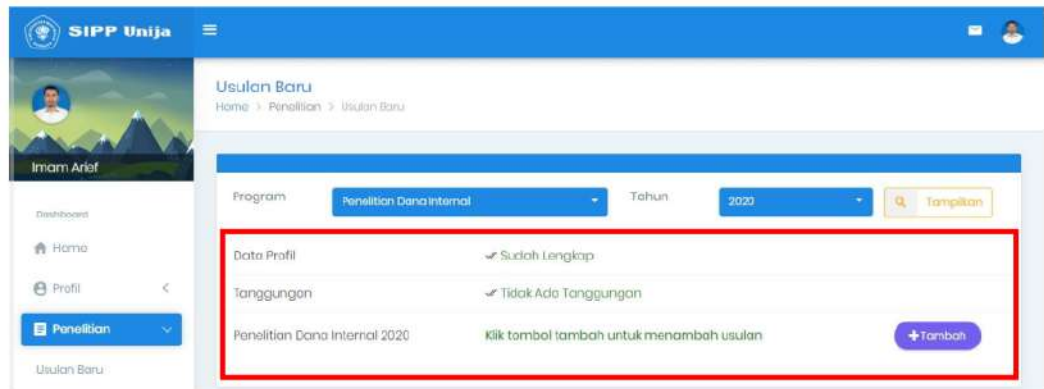 SIPP Unija
Usulan Baru
Home > Penelitian > Usulan Baru
Imam Arief
Program
Penelitian Dana Internal
Tahun
2020
Tampilkan
Dashboard
Home
Profil
Penelitian
Usulan Baru
Data Profil
Sudah Lengkap
Tanggungan
Tidak Ada Tanggungan
Penelitian Dana Internal 2020
Klik tombol tambah untuk menambah usulan
+Tambah